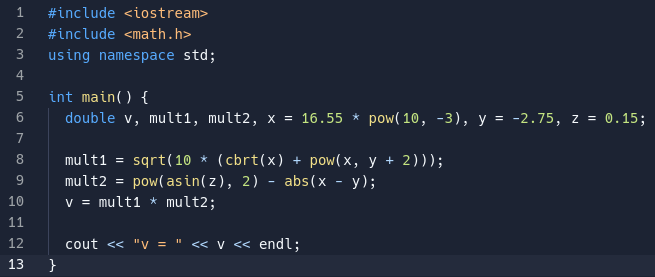 1 #include <iostream>
2 #include <math.h>
3 using namespace std;
4
5 int main() {
6   double v, mult1, mult2, x = 16.55 * pow(10, -3), y = -2.75, z = 0.15;
7
8   mult1 = sqrt(10 * (cbrt(x) + pow(x, y + 2)));
9   mult2 = pow(asin(z), 2) - abs(x - y);
10   v = mult1 * mult2;
11
12   cout << "v = " << v << endl;
13 }